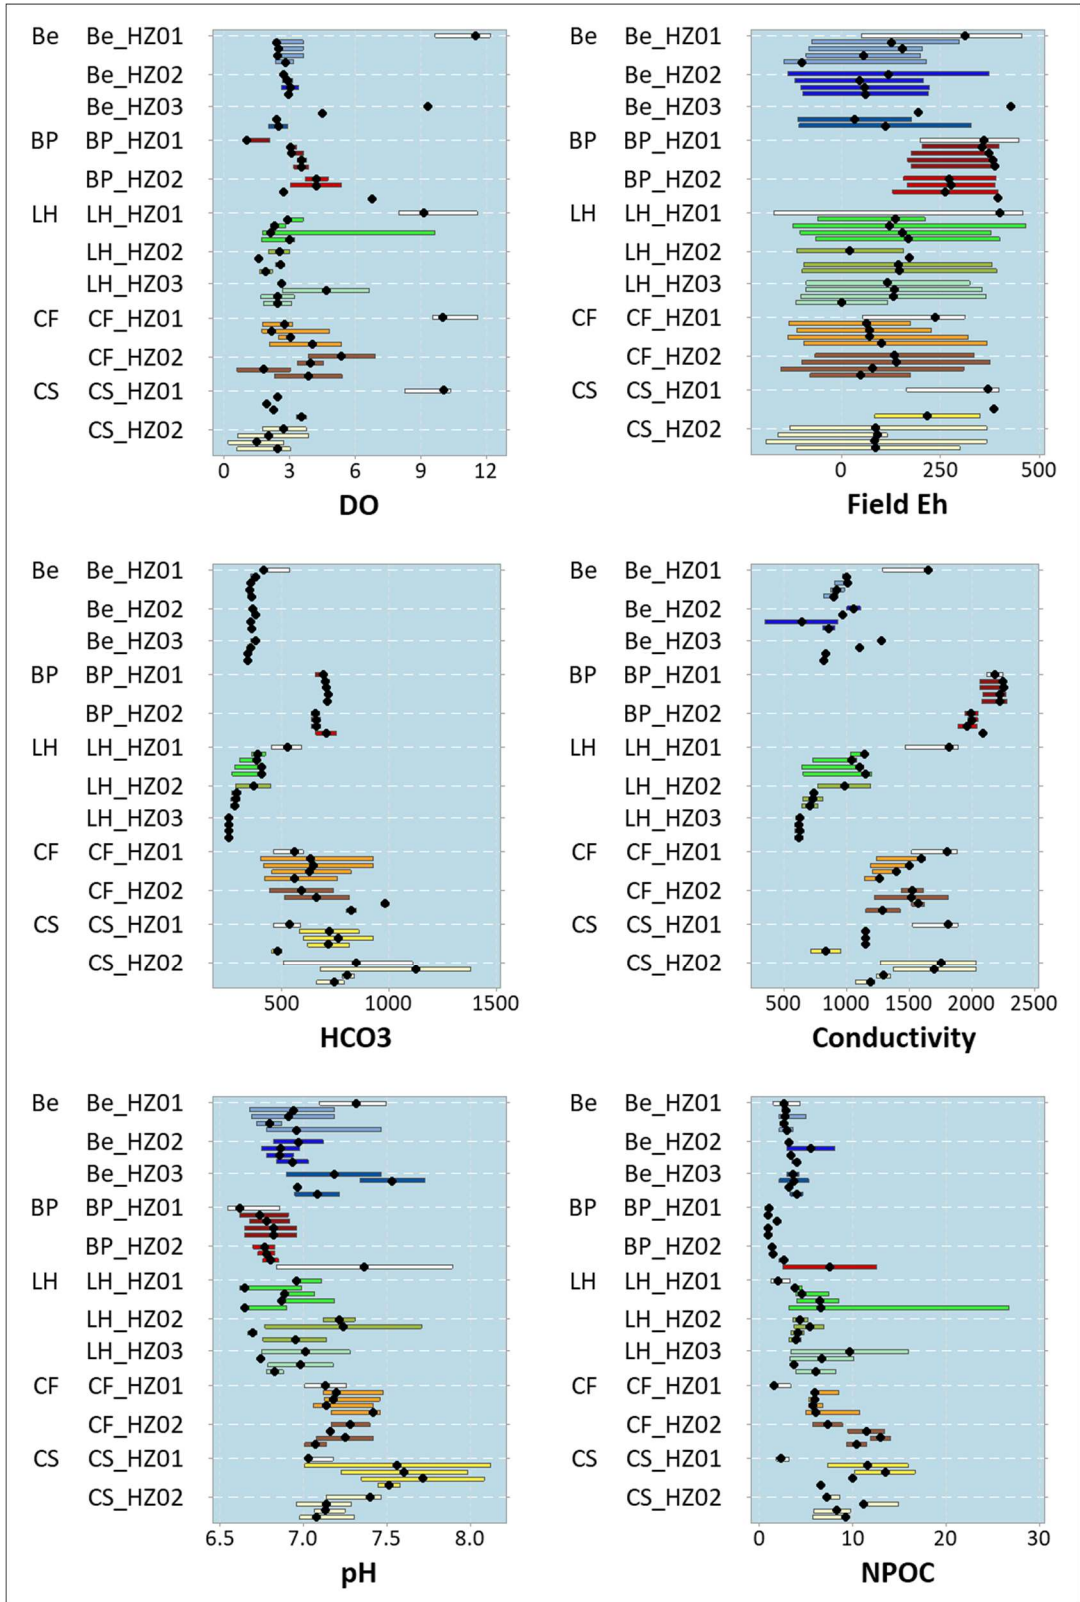 Be Be_HZ01
Be_HZ02
Be_HZ03
BP BP_HZ01
BP_HZ02
LH LH_HZ01
LH_HZ02
LH_HZ03
CF CF_HZ01
CF_HZ02
CS CS_HZ01
CS_HZ02
0 3 6 9 12
DO
Be Be_HZ01
Be_HZ02
Be_HZ03
BP BP_HZ01
BP_HZ02
LH LH_HZ01
LH_HZ02
LH_HZ03
CF CF_HZ01
CF_HZ02
CS CS_HZ01
CS_HZ02
0 250 500
Field Eh
Be Be_HZ01
Be_HZ02
Be_HZ03
BP BP_HZ01
BP_HZ02
LH LH_HZ01
LH_HZ02
LH_HZ03
CF CF_HZ01
CF_HZ02
CS CS_HZ01
CS_HZ02
500 1000 1500
HCO3
Be Be_HZ01
Be_HZ02
Be_HZ03
BP BP_HZ01
BP_HZ02
LH LH_HZ01
LH_HZ02
LH_HZ03
CF CF_HZ01
CF_HZ02
CS CS_HZ01
CS_HZ02
500 1000 1500 2000 2500
Conductivity
Be Be_HZ01
Be_HZ02
Be_HZ03
BP BP_HZ01
BP_HZ02
LH LH_HZ01
LH_HZ02
LH_HZ03
CF CF_HZ01
CF_HZ02
CS CS_HZ01
CS_HZ02
6.5 7.0 7.5 8.0
pH
Be Be_HZ01
Be_HZ02
Be_HZ03
BP BP_HZ01
BP_HZ02
LH LH_HZ01
LH_HZ02
LH_HZ03
CF CF_HZ01
CF_HZ02
CS CS_HZ01
CS_HZ02
0 10 20 30
NPOC